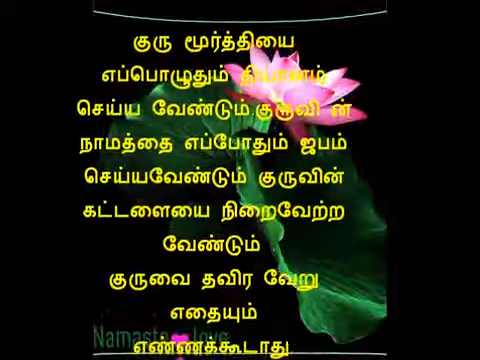 குரு மூர்த்தியை
எப்பொழுதும் தியானம்
செய்ய வேண்டும்.குருவி ன்
நாமத்தை எப்போதும் ஜபம்
செய்யவேண்டும் குருவின்
கட்டளையை நிறைவேற்ற
வேண்டும்
குருவை தவிர வேறு
எதையும்
எண்ணக்கூடாது
Namaste love